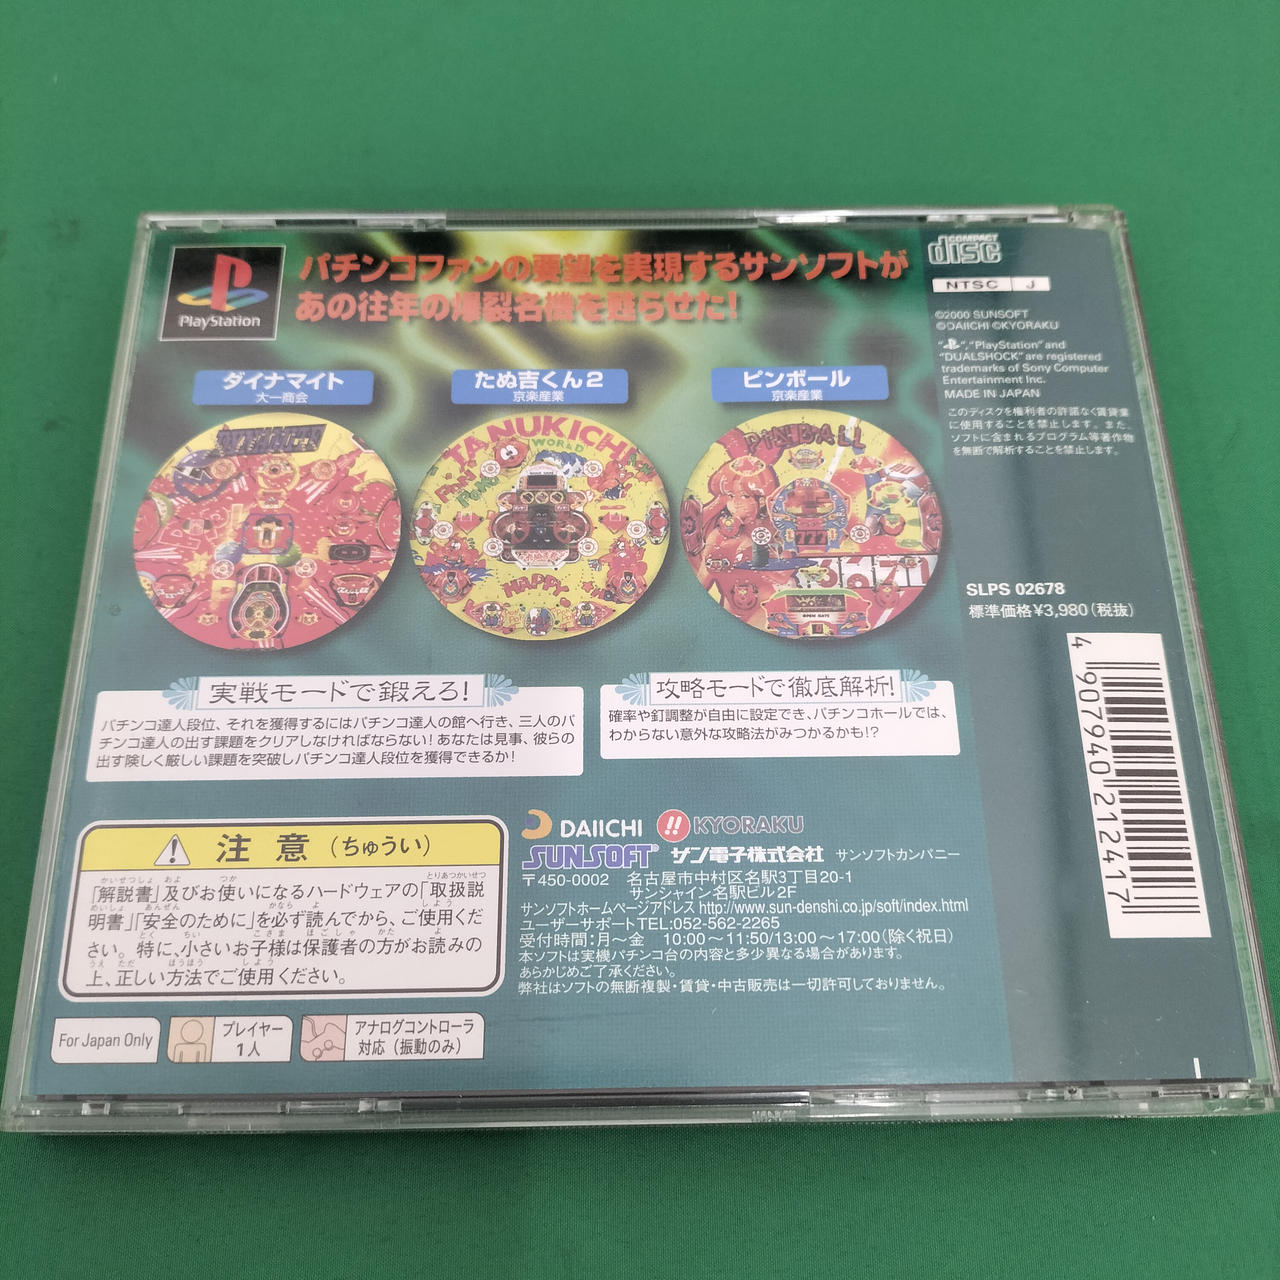 PlayStation
パチンコファンの要望を実現するサンソフトが
あの往年の爆裂名機を甦らせた!
COMPACT
disc
NTSC J
©2000 SUNSOFT
©DAIICHI ©KYORAKU
" ", "PlayStation" and
"DUALSHOCK" are registered
trademarks of Sony Computer
Entertainment Inc.
MADE IN JAPAN
このディスクを権利者の許諾なく賃貸業
に使用することを禁止します。また、
ソフトに含まれるプログラム等著作物
を無断で解析することを禁止します。
ダイナマイト
大一商会
たぬ吉くん2
京楽産業
ピンボール
京楽産業
TANUKICHI
WORLD
HAPPY
PINBALL
777
OPEN GATE
SLPS 02678
標準価格¥3,980(税抜)
4 907940 212417
実戦モードで鍛えろ!
パチンコ達人段位、それを獲得するにはパチンコ達人の館へ行き、三人のパ
チンコ達人の出す課題をクリアしなければならない!あなたは見事、彼らの
出す険しく厳しい課題を突破しパチンコ達人段位を獲得できるか!
攻略モードで徹底解析!
確率や釘調整が自由に設定でき、パチンコホールでは、
わからない意外な攻略法がみつかるかも!?
注意(ちゅうい)
「解説書」及びお使いになるハードウェアの「取扱説
明書」「安全のために」を必ず読んでから、ご使用くだ
さい。特に、小さいお子様は保護者の方がお読みの
上、正しい方法でご使用ください。
DAIICHI KYORAKU
SUNSOFT サン電子株式会社 サンソフトカンパニー
〒450-0002 名古屋市中村区名駅3丁目20-1
サンシャイン名駅ビル2F
サンソフトホームページアドレス http://www.sun-denshi.co.jp/soft/index.html
ユーザーサポートTEL:052-562-2265
受付時間:月〜金 10:00〜11:50/13:00〜17:00(除く祝日)
本ソフトは実機パチンコ台の内容と多少異なる場合があります。
あらかじめご了承ください。
弊社はソフトの無断複製・賃貸・中古販売は一切許可しておりません。
For Japan Only
プレイヤー
1人
アナログコントローラ
対応(振動のみ)